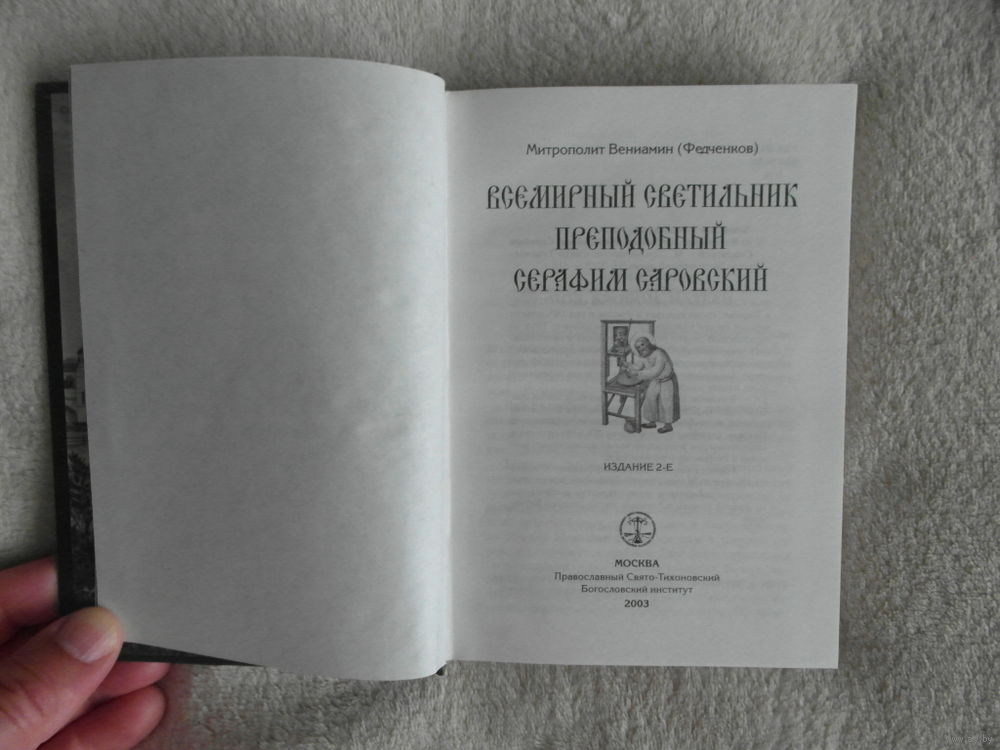 Митрополит Вениамин (Федченков)
ВСЕМИРНЫЙ СВЕТИЛЬНИК
ПРЕПОДОБНЫЙ
СЕРАФИМ САРОВСКИЙ
ИЗДАНИЕ 2-Е
МОСКВА
Православный Свято-Тихоновский
Богословский институт
2003